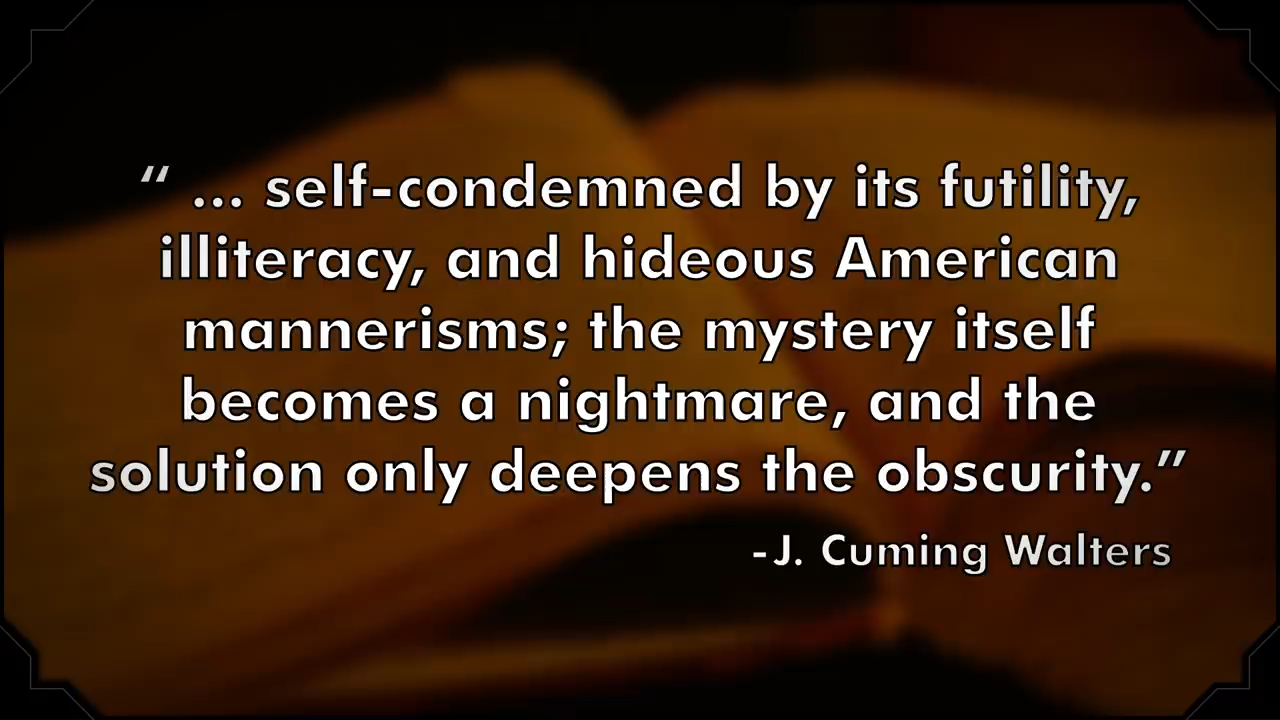 “ ... self-condemned by its futility,
illiteracy, and hideous American
mannerisms; the mystery itself
becomes a nightmare, and the
solution only deepens the obscurity.”
-J. Cuming Walters